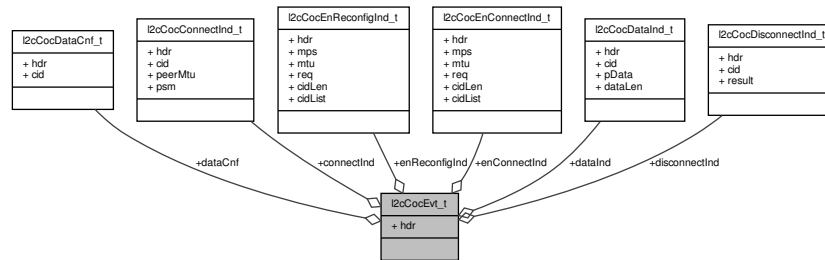 l2cCocDataCnf_t
+ hdr
+ cid
l2cCocConnectInd_t
+ hdr
+ cid
+ peerMtu
+ psm
l2cCocEnReconfigInd_t
+ hdr
+ mps
+ mtu
+ req
+ cidLen
+ cidList
l2cCocEnConnectInd_t
+ hdr
+ mps
+ mtu
+ req
+ cidLen
+ cidList
l2cCocDataInd_t
+ hdr
+ cid
+ pData
+ dataLen
l2cCocDisconnectInd_t
+ hdr
+ cid
+ result
+dataCnf
+connectInd
+enReconfigInd
+enConnectInd
+dataInd
+disconnectInd
l2cCocEvt_t
+ hdr